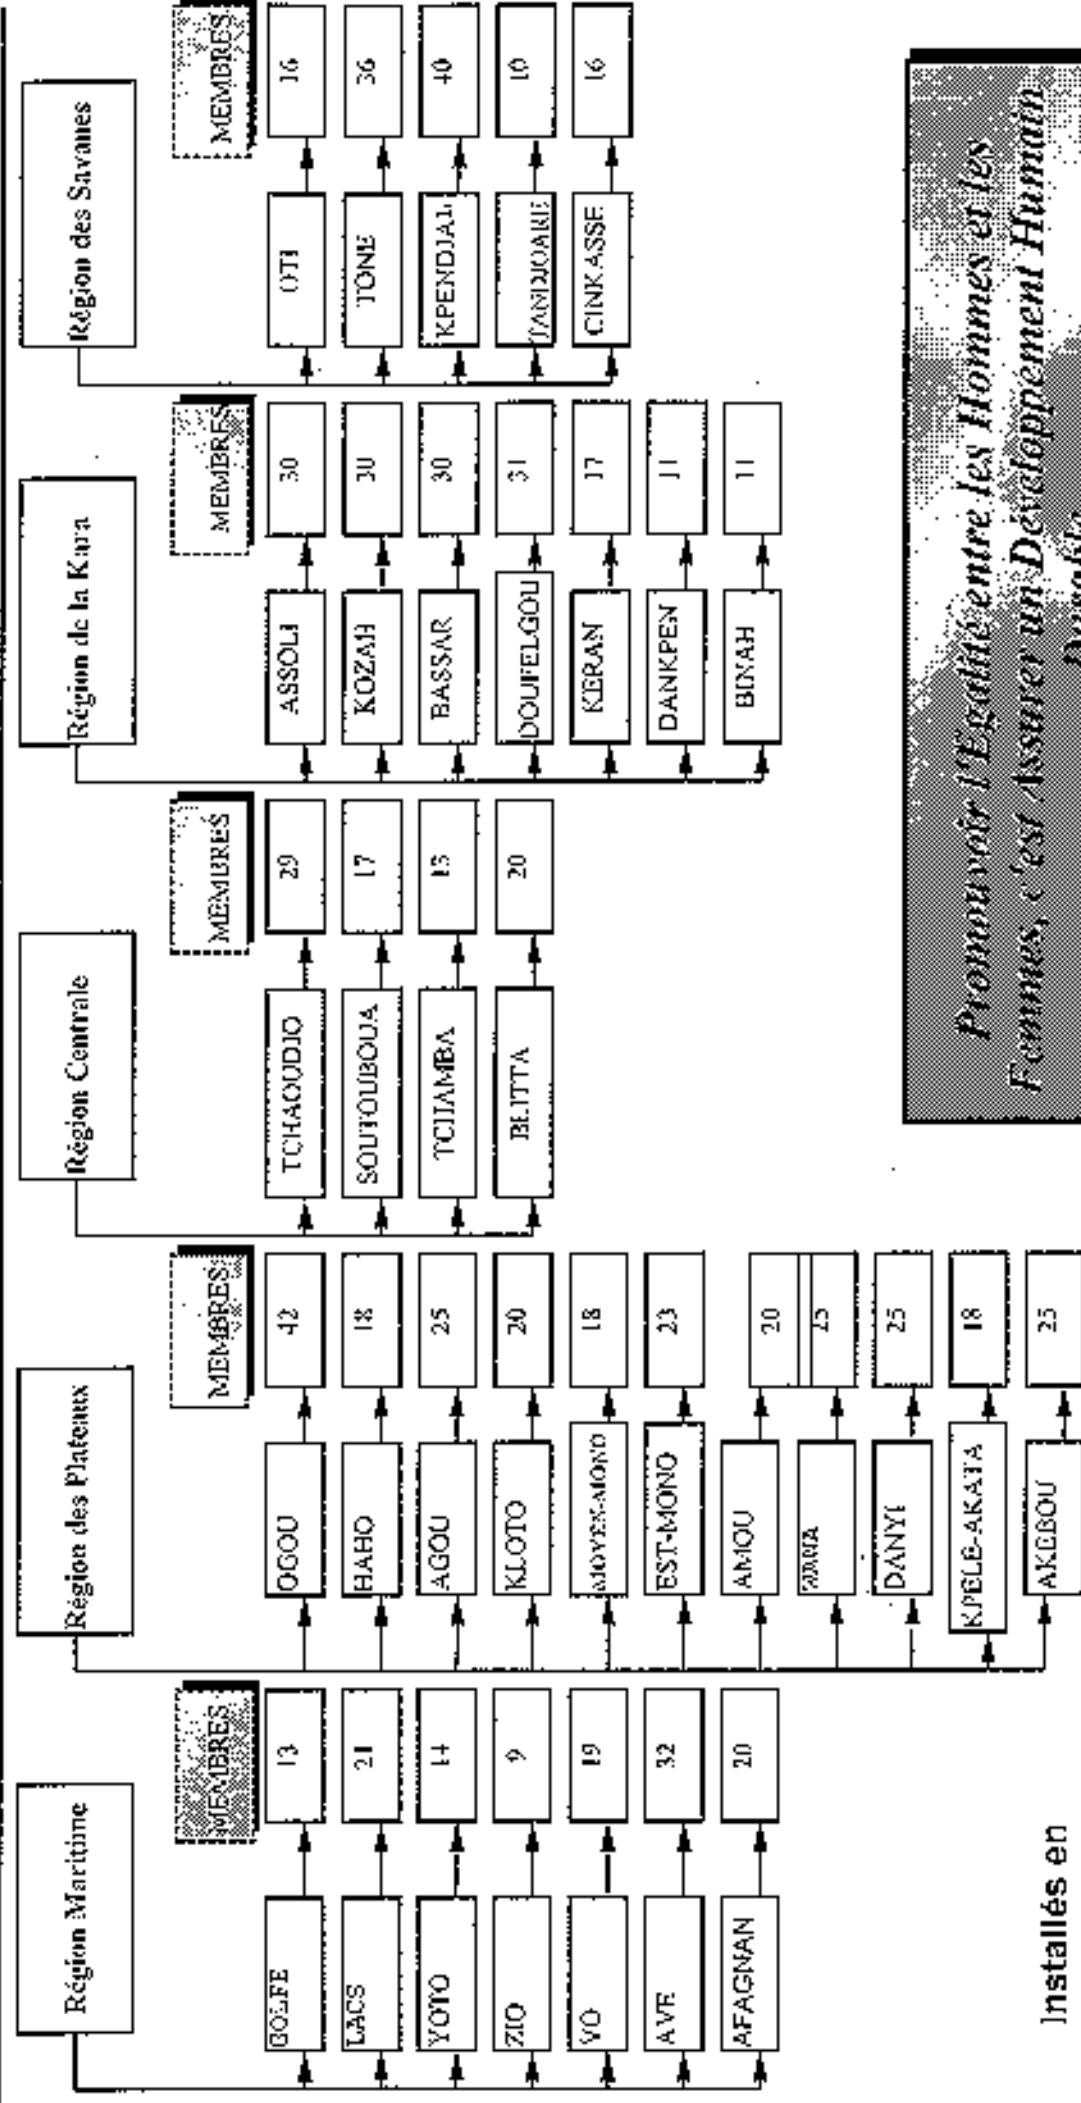 Région Maritime
MEMBRES
GOLFE 13
LACS 21
YOTO 14
ZIO 9
VO 19
AVE 32
AFAGNAN 20
Région des Plateaux
MEMBRES
OGOU 42
HAHO 18
AGOU 25
KLOTO 20
MOYEN-MONO 18
EST-MONO 23
AMOU 20
WAWA 25
DANYI 25
KPELE-AKATA 18
AKEBOU 25
Région Centrale
MEMBRES
TCHAOUDJO 29
SOUTOUBOUA 17
TCHAMBA 13
BLITTA 20
Région de la Kara
MEMBRES
ASSOLI 30
KOZAH 30
BASSAR 30
DOUFELGOU 31
KERAN 17
DANKPEN 11
BINAH 11
Région des Savanes
MEMBRES
OTI 16
TONE 36
KPENDJAL 40
TANDJOARE 10
CINKASSE 16
Installés en
Promouvoir l'Egalité entre les Hommes et les
Femmes, c'est Assurer un Développement Humain